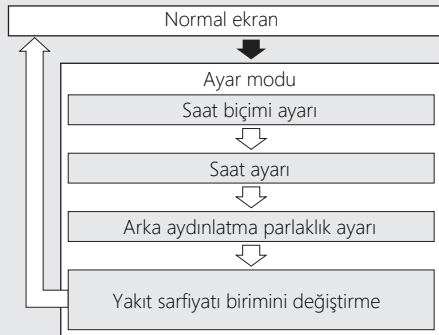 Normal ekran
Ayar modu
Saat biçimi ayarı
Saat ayarı
Arka aydınlatma parlaklık ayarı
Yakıt sarfiyatı birimini değiştirme